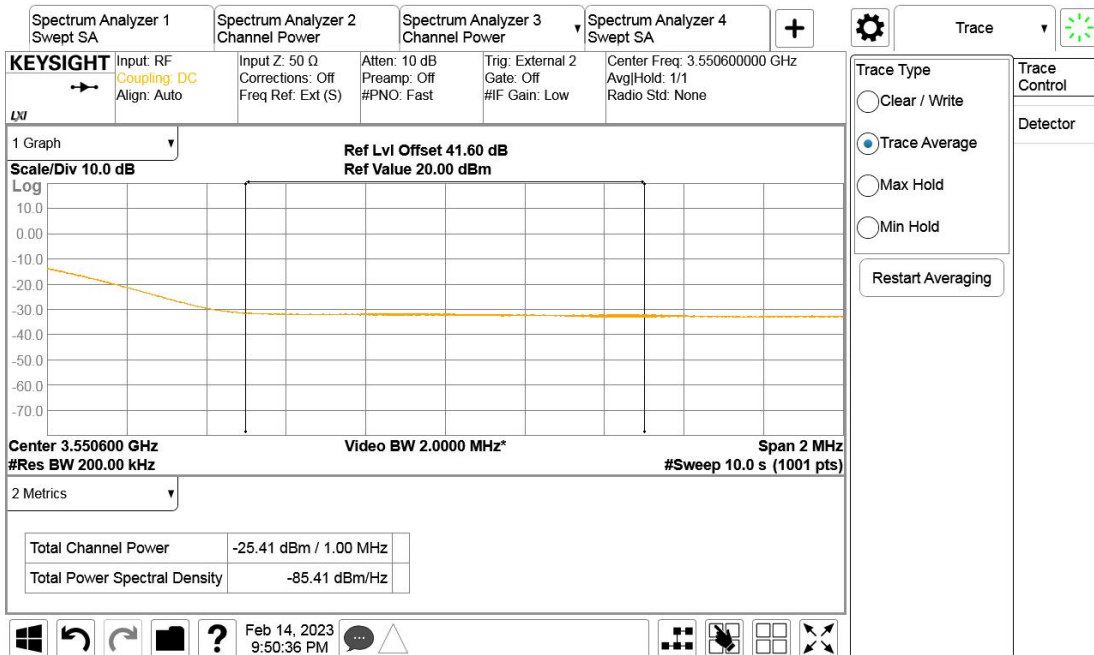 Spectrum Analyzer 1
Swept SA
Spectrum Analyzer 2
Channel Power
Spectrum Analyzer 3
Channel Power
Spectrum Analyzer 4
Swept SA
Trace
KEYSIGHT
LXI
Input: RF
Coupling: DC
Align: Auto
Input Z: 50 Ω
Corrections: Off
Freq Ref: Ext (S)
Atten: 10 dB
Preamp: Off
#PNO: Fast
Trig: External 2
Gate: Off
#IF Gain: Low
Center Freq: 3.550600000 GHz
Avg|Hold: 1/1
Radio Std: None
1 Graph
Scale/Div 10.0 dB
Ref Lvl Offset 41.60 dB
Ref Value 20.00 dBm
Log
10.0
0.00
-10.0
-20.0
-30.0
-40.0
-50.0
-60.0
-70.0
Center 3.550600 GHz
#Res BW 200.00 kHz
Video BW 2.0000 MHz*
Span 2 MHz
#Sweep 10.0 s (1001 pts)
2 Metrics
Total Channel Power -25.41 dBm / 1.00 MHz
Total Power Spectral Density -85.41 dBm/Hz
?
Feb 14, 2023
9:50:36 PM
Trace Type
Clear / Write
Trace Average
Max Hold
Min Hold
Restart Averaging
Trace
Control
Detector